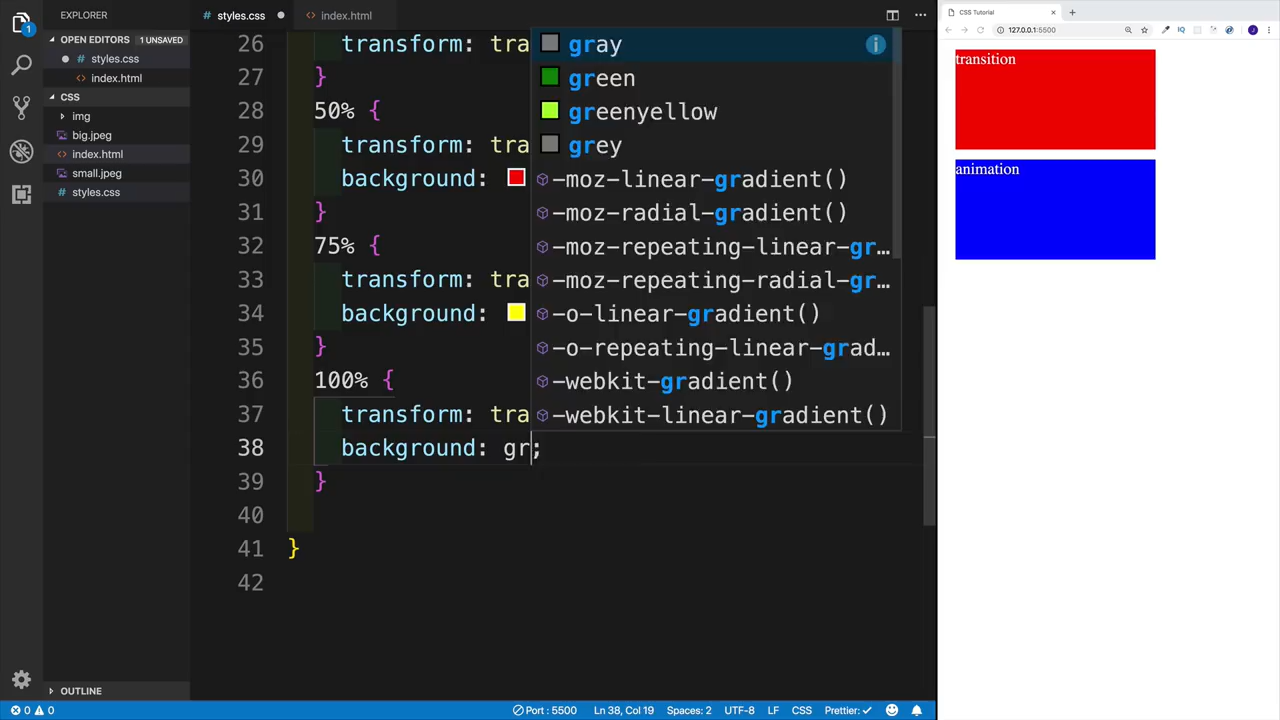 EXPLORER
OPEN EDITORS 1 UNSAVED
styles.css
index.html
CSS
img
big.jpeg
index.html
small.jpeg
styles.css
OUTLINE
1
styles.css
index.html
26 transform: tra
27 }
28 50% {
29 transform: tra
30 background:
31 }
32 75% {
33 transform: tra
34 background:
35 }
36 100% {
37 transform: tra
38 background: gr;
39 }
40
41 }
42
gray
green
greenyellow
grey
-moz-linear-gradient()
-moz-radial-gradient()
-moz-repeating-linear-gr…
-moz-repeating-radial-gr…
-o-linear-gradient()
-o-repeating-linear-grad…
-webkit-gradient()
-webkit-linear-gradient()
CSS Tutorial
127.0.0.1:5500
IQ
J
transition
animation
0 0 Port : 5500 Ln 38, Col 19 Spaces: 2 UTF-8 LF CSS Prettier: ✓